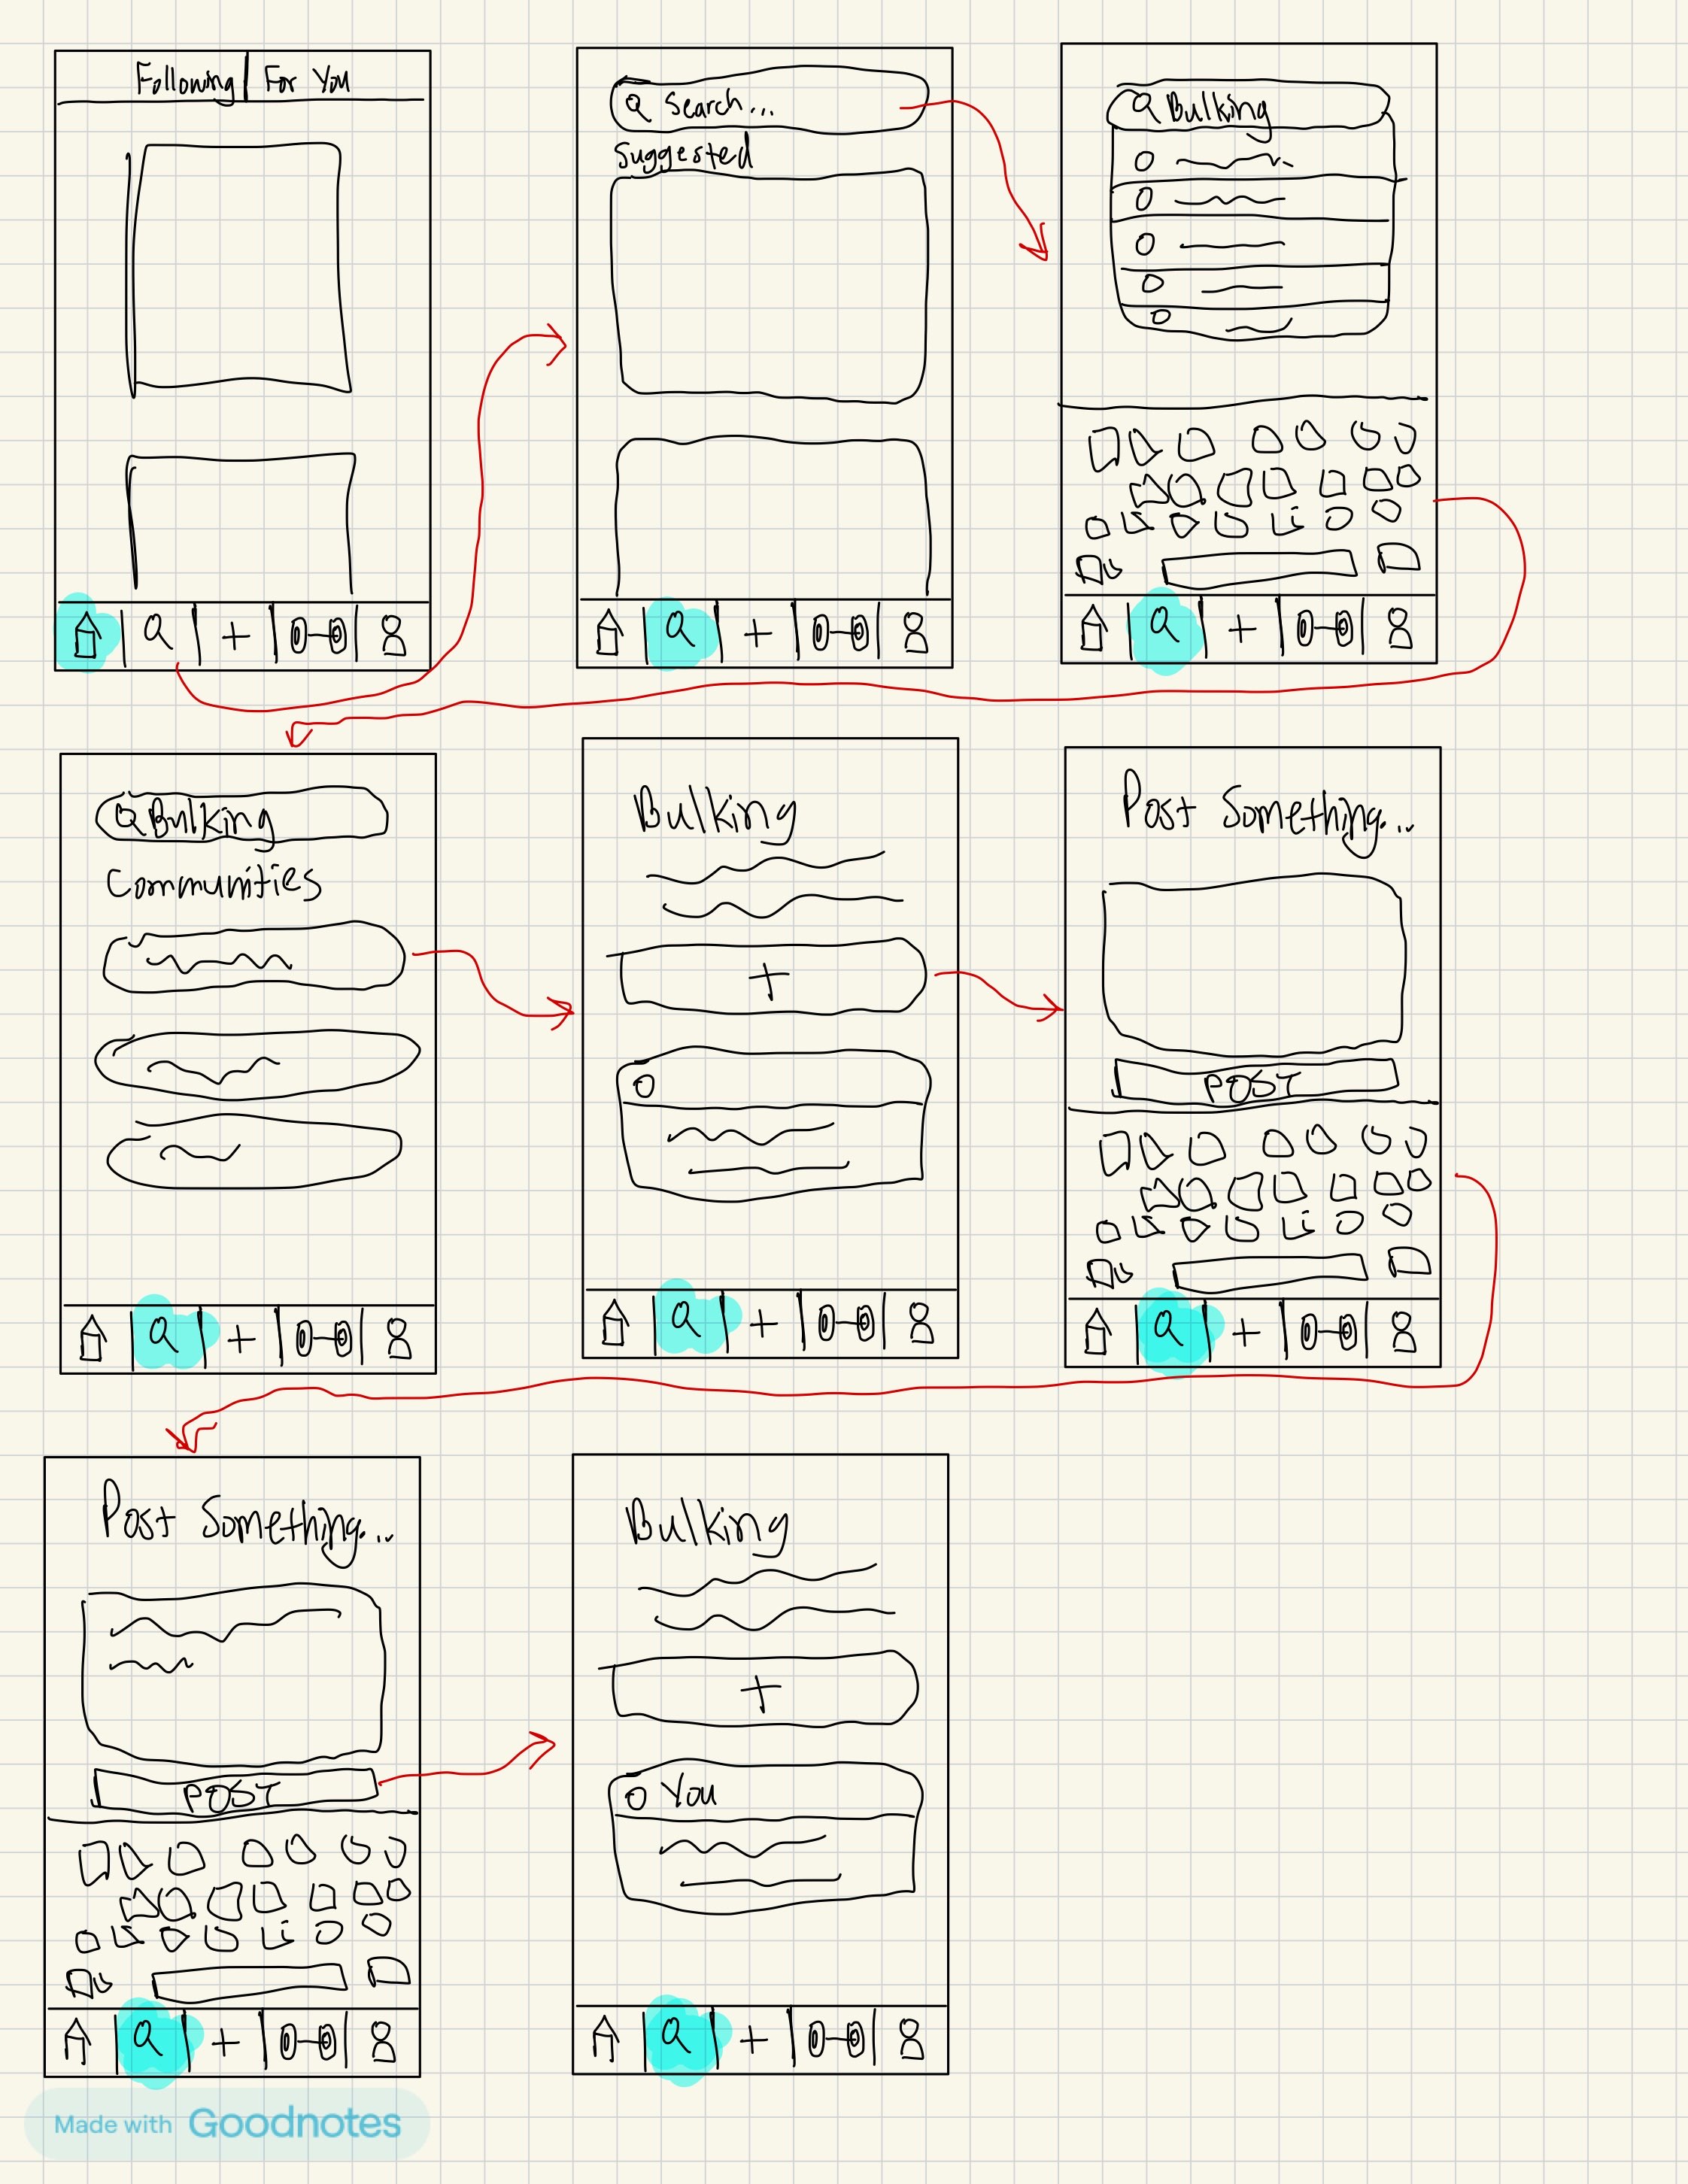 Following | For You
Search...
Suggested
Bulking
Bulking
Communities
Bulking
Post Something...
POST
Post Something...
POST
Bulking
You
Made with Goodnotes